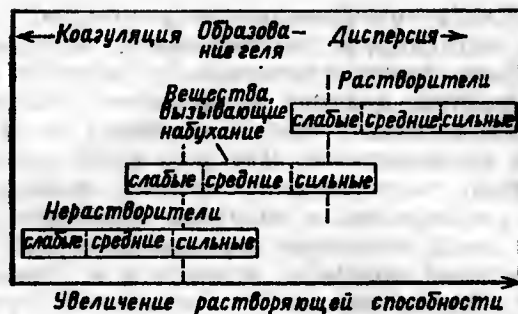 Коагуляция Образова-
ние геля Дисперсия
Растворители
слабые средние сильные
Вещества,
вызывающие
набухание
слабые средние сильные
Нерастворители
слабые средние сильные
Увеличение растворяющей способности